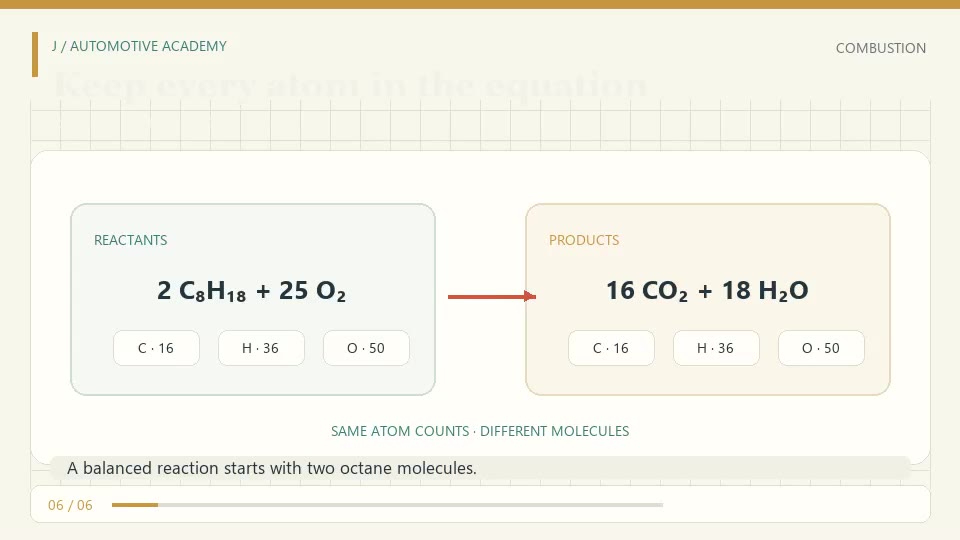 J / AUTOMOTIVE ACADEMY
COMBUSTION
Keep every atom in the equation
REACTANTS
2 C₈H₁₈ + 25 O₂
C · 16
H · 36
O · 50
PRODUCTS
16 CO₂ + 18 H₂O
C · 16
H · 36
O · 50
SAME ATOM COUNTS · DIFFERENT MOLECULES
A balanced reaction starts with two octane molecules.
06 / 06